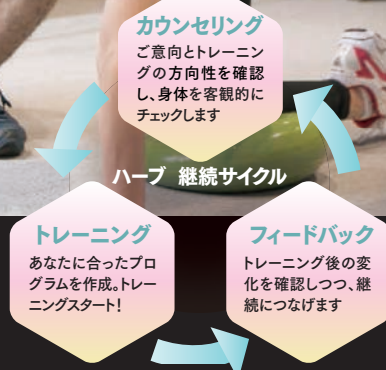 カウンセリング
ご意向とトレーニン
グの方向性を確認
し、身体を客観的に
チェックします
ハーブ 継続サイクル
トレーニング
あなたに合ったプロ
グラムを作成。トレー
ニングスタート!
フィードバック
トレーニング後の変
化を確認しつつ、継
続につなげます